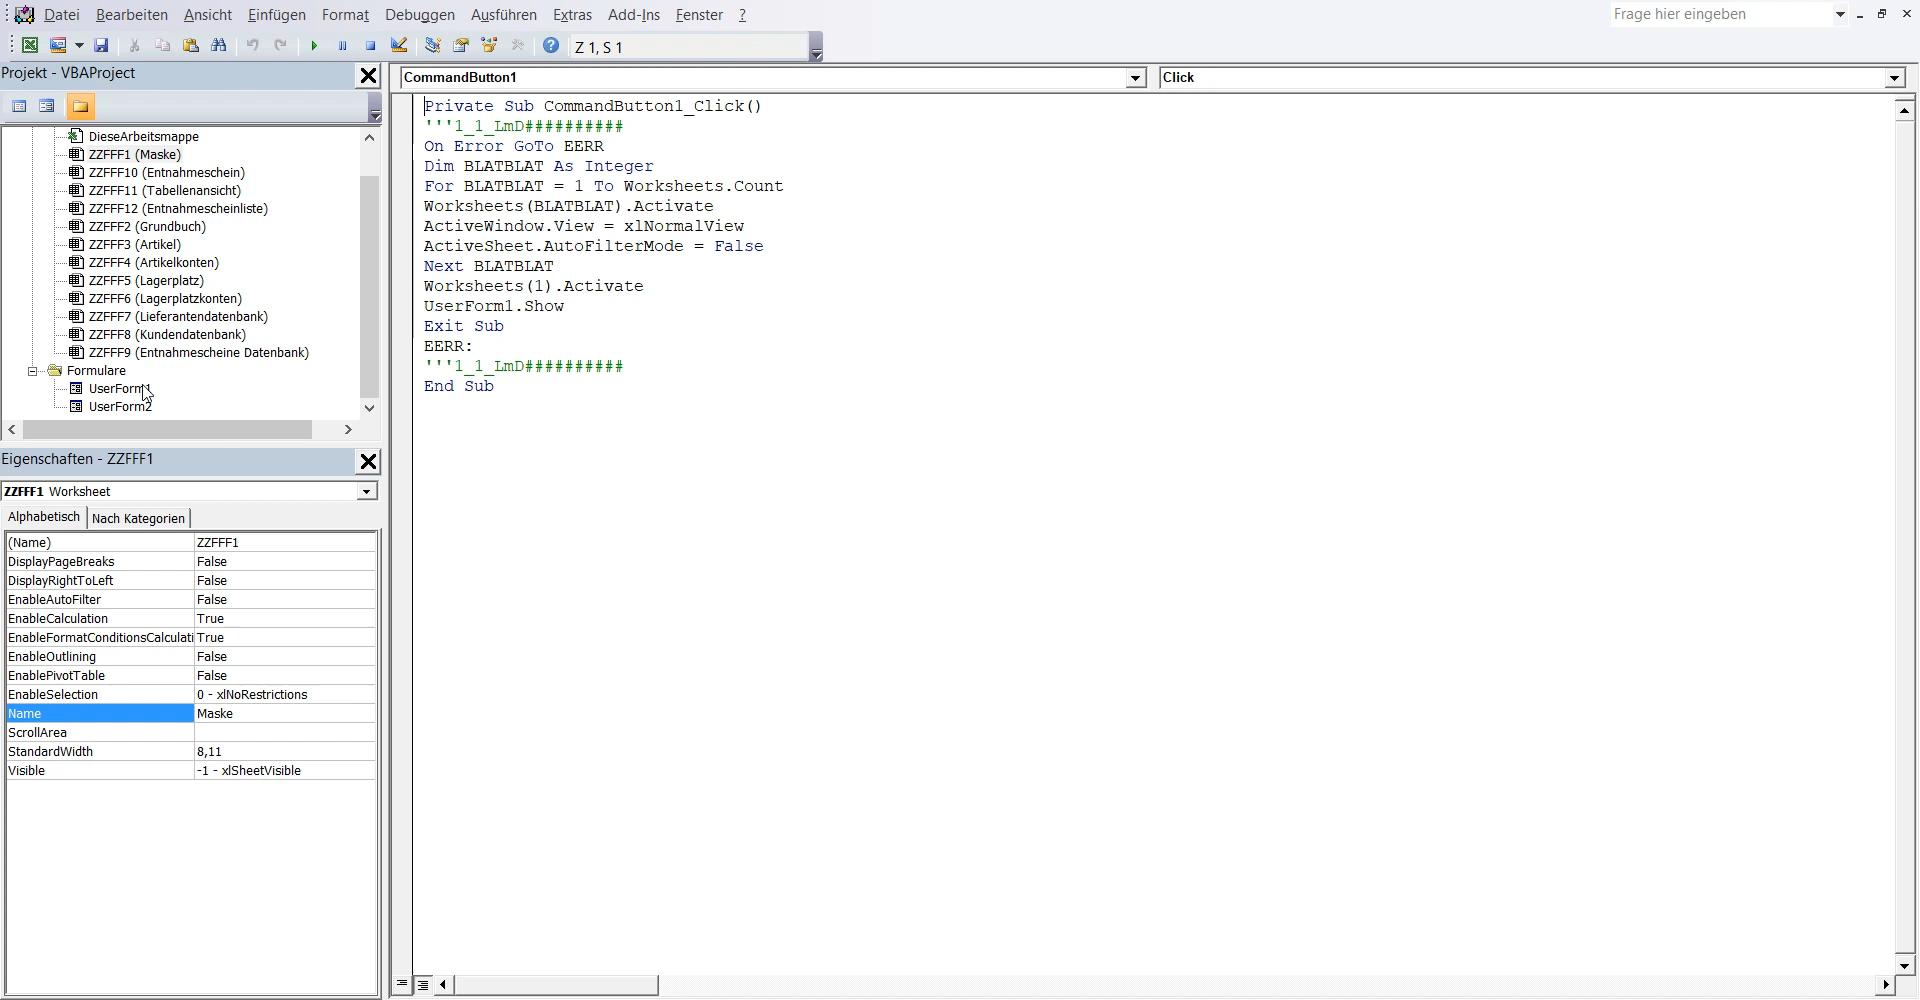 Datei Bearbeiten Ansicht Einfügen Format Debuggen Ausführen Extras Add-Ins Fenster ? Frage hier eingeben
Z 1, S 1
Projekt - VBAProject
DieseArbeitsmappe
ZZFFF1 (Maske)
ZZFFF10 (Entnahmeschein)
ZZFFF11 (Tabellenansicht)
ZZFFF12 (Entnahmescheinliste)
ZZFFF2 (Grundbuch)
ZZFFF3 (Artikel)
ZZFFF4 (Artikelkonten)
ZZFFF5 (Lagerplatz)
ZZFFF6 (Lagerplatzkonten)
ZZFFF7 (Lieferantendatenbank)
ZZFFF8 (Kundendatenbank)
ZZFFF9 (Entnahmescheine Datenbank)
Formulare
UserForm1
UserForm2
Eigenschaften - ZZFFF1
ZZFFF1 Worksheet
Alphabetisch Nach Kategorien
(Name) ZZFFF1
DisplayPageBreaks False
DisplayRightToLeft False
EnableAutoFilter False
EnableCalculation True
EnableFormatConditionsCalculati True
EnableOutlining False
EnablePivotTable False
EnableSelection 0 - xlNoRestrictions
Name Maske
ScrollArea
StandardWidth 8,11
Visible -1 - xlSheetVisible
CommandButton1 Click
Private Sub CommandButton1_Click()
'''1_1_LmD##########
On Error GoTo EERR
Dim BLATBLAT As Integer
For BLATBLAT = 1 To Worksheets.Count
Worksheets(BLATBLAT).Activate
ActiveWindow.View = xlNormalView
ActiveSheet.AutoFilterMode = False
Next BLATBLAT
Worksheets(1).Activate
UserForm1.Show
Exit Sub
EERR:
'''1_1_LmD##########
End Sub